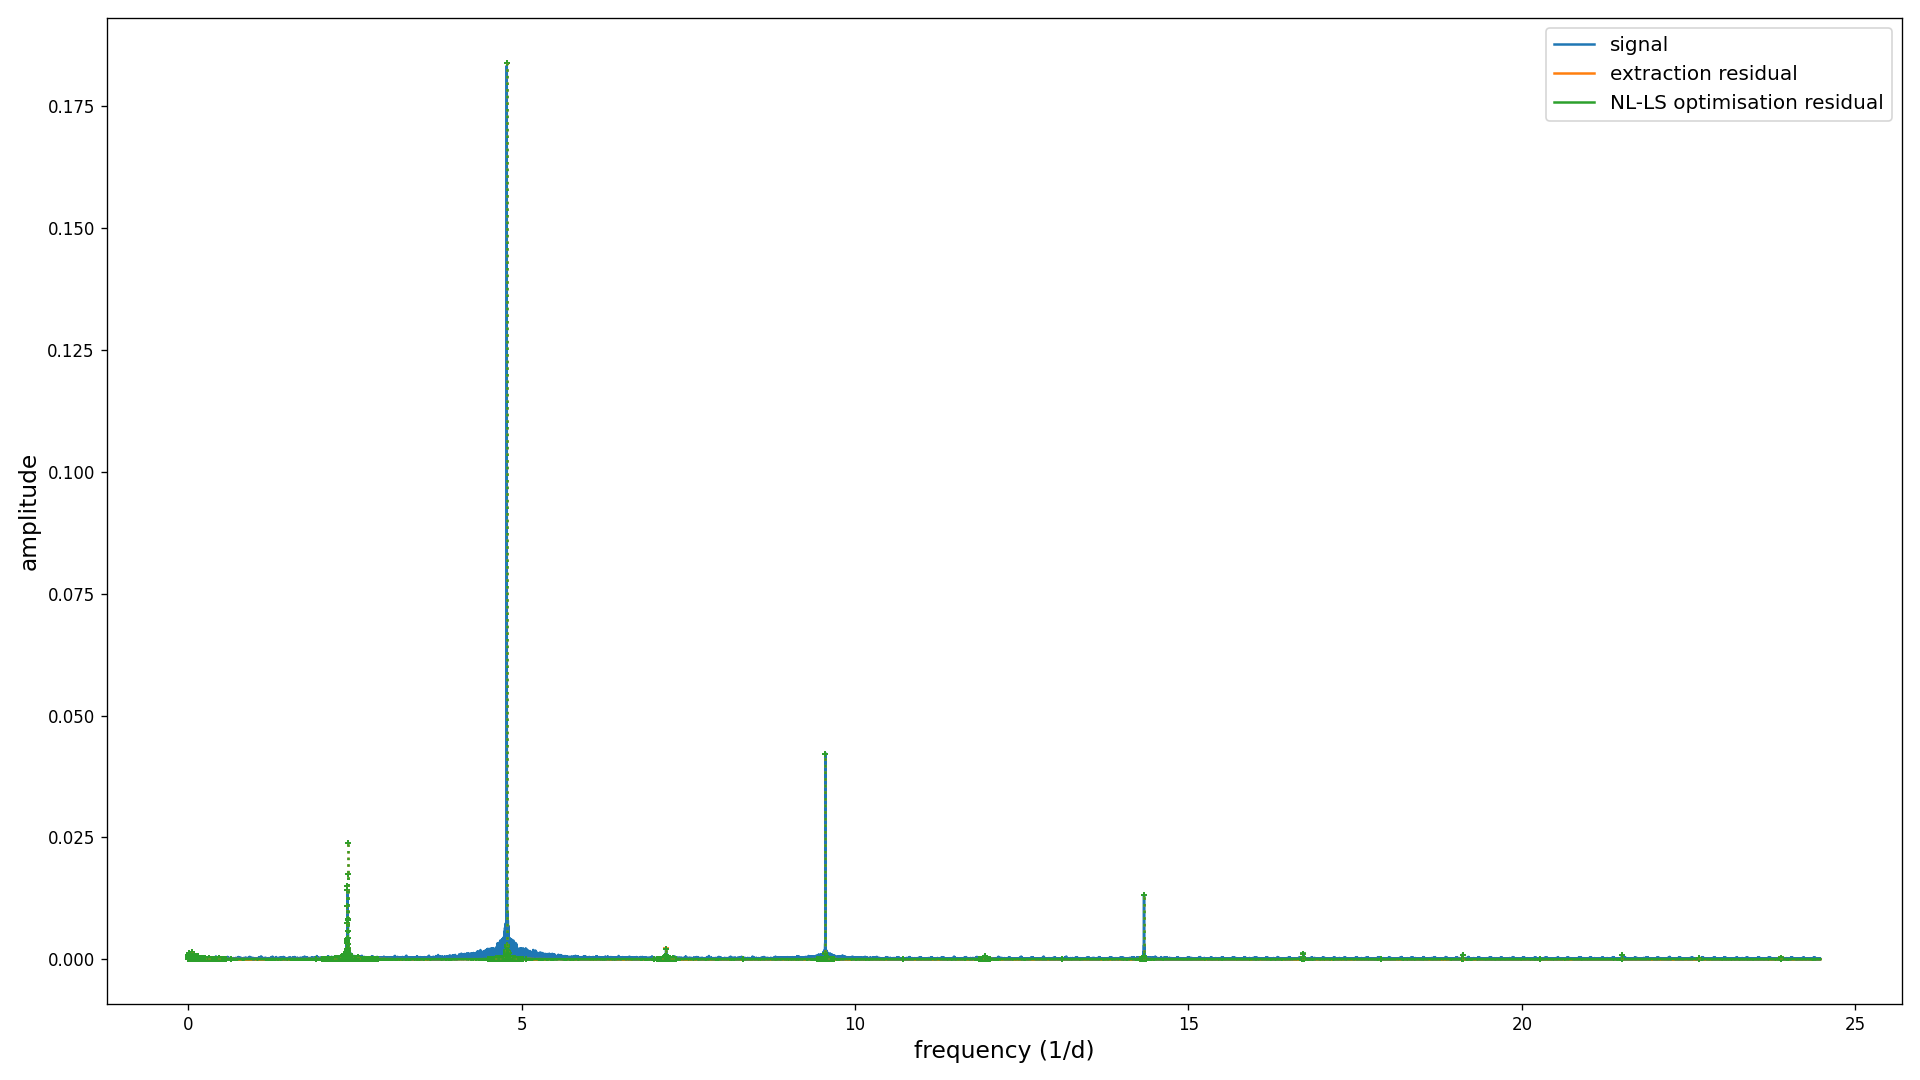 signal
extraction residual
NL-LS optimisation residual
0.175
0.150
0.125
0.100
0.075
0.050
0.025
0.000
amplitude
0
5
10
15
20
25
frequency (1/d)